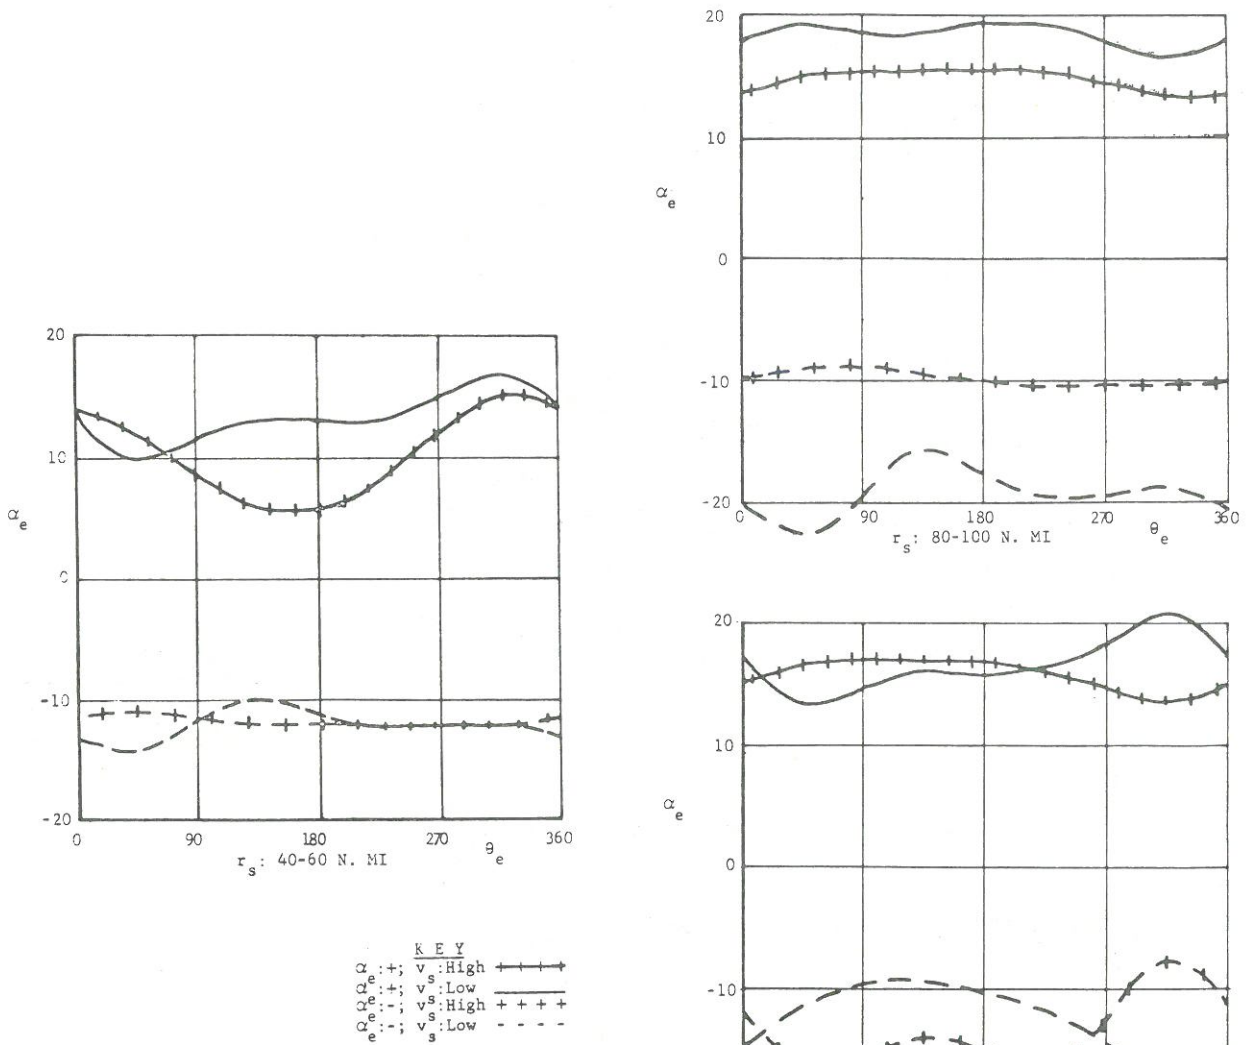 20
10
α
e
0
-10
-20
0 90 180 270 360
r s: 80-100 N. MI θ e
20
10
α
e
0
-10
-20
0 90 180 270 360
r s: 40-60 N. MI θ e
20
10
α
e
0
-10
K E Y
α e:+; v s:High
α e:+; v s:Low
α e:-; v s:High + + + +
α e:-; v s:Low - - - -